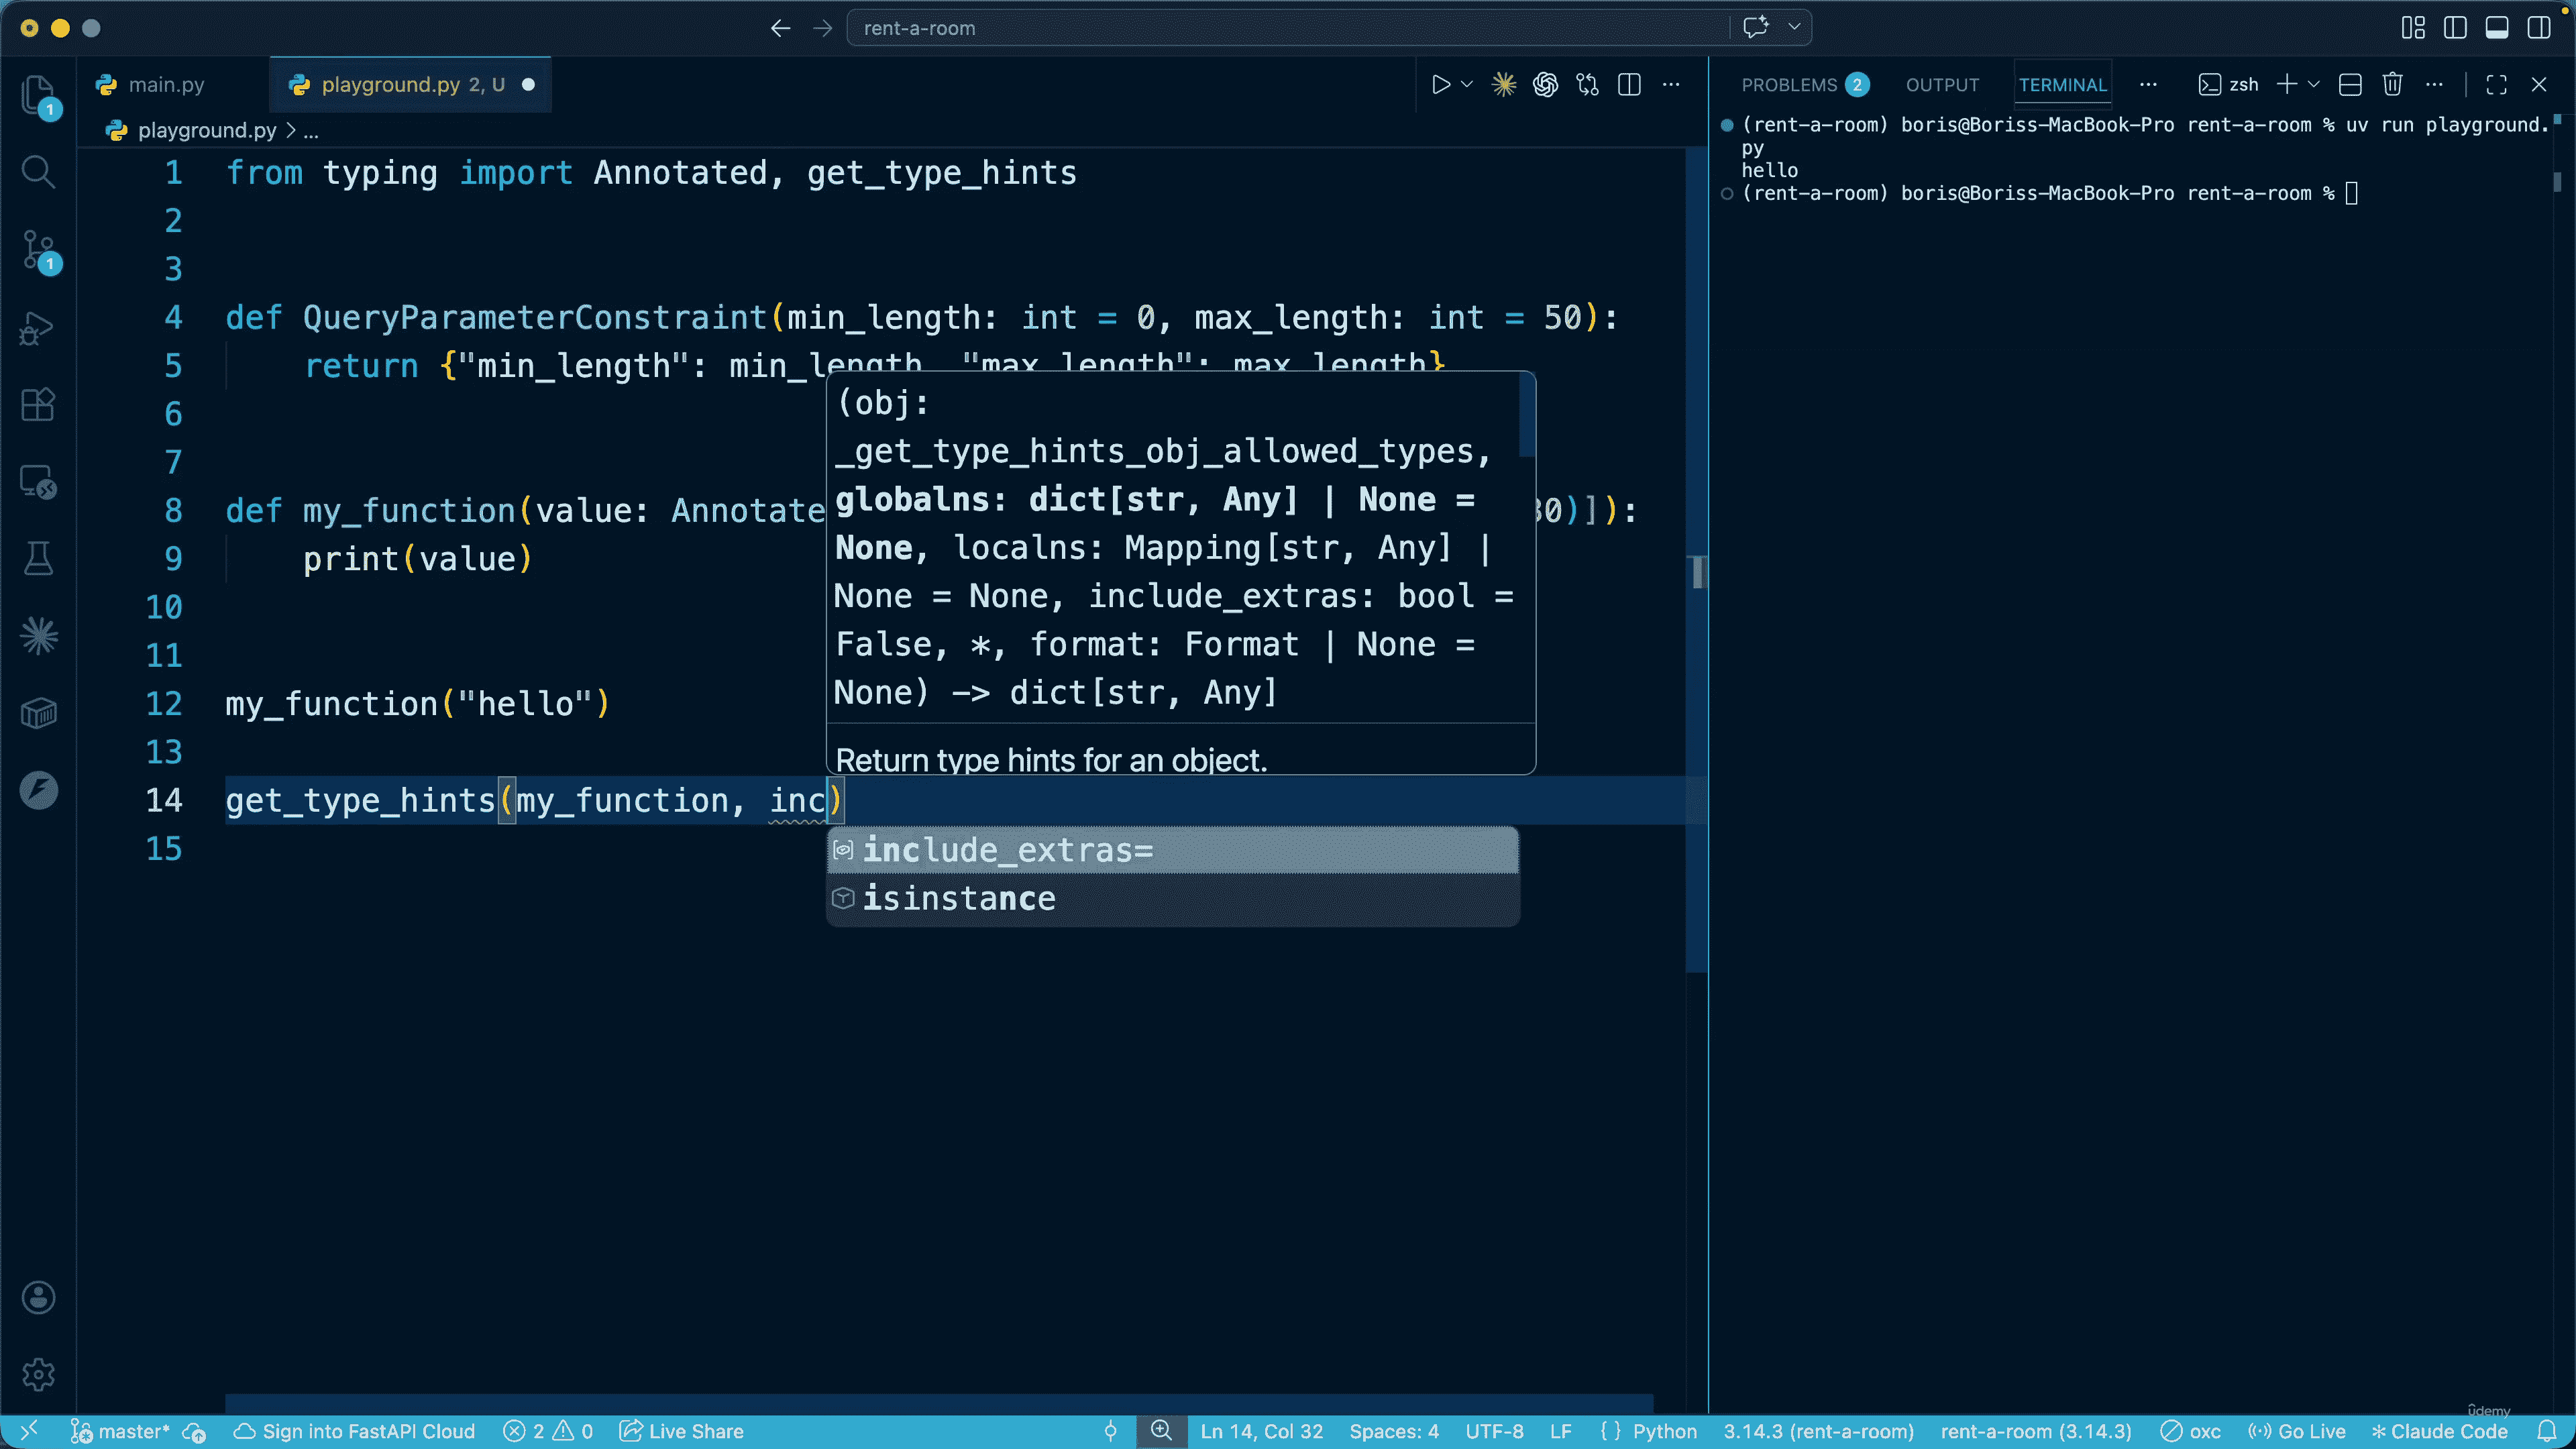 rent-a-room
main.py
playground.py 2, U
PROBLEMS 2 OUTPUT TERMINAL ... zsh
playground.py > ...
1 from typing import Annotated, get_type_hints
2
3
4 def QueryParameterConstraint(min_length: int = 0, max_length: int = 50):
5 return {"min_length": min_length, "max_length": max_length}
6
7
8 def my_function(value: Annotate 30)]):
9 print(value)
10
11
12 my_function("hello")
13
14 get_type_hints(my_function, inc)
15
(obj:
_get_type_hints_obj_allowed_types,
globalns: dict[str, Any] | None =
None, localns: Mapping[str, Any] |
None = None, include_extras: bool =
False, *, format: Format | None =
None) -> dict[str, Any]
Return type hints for an object.
include_extras=
isinstance
(rent-a-room) boris@Boriss-MacBook-Pro rent-a-room % uv run playground.
py
hello
(rent-a-room) boris@Boriss-MacBook-Pro rent-a-room %
1
1
ûdemy
master* Sign into FastAPI Cloud 2 0 Live Share Ln 14, Col 32 Spaces: 4 UTF-8 LF { } Python 3.14.3 (rent-a-room) rent-a-room (3.14.3) oxc Go Live Claude Code